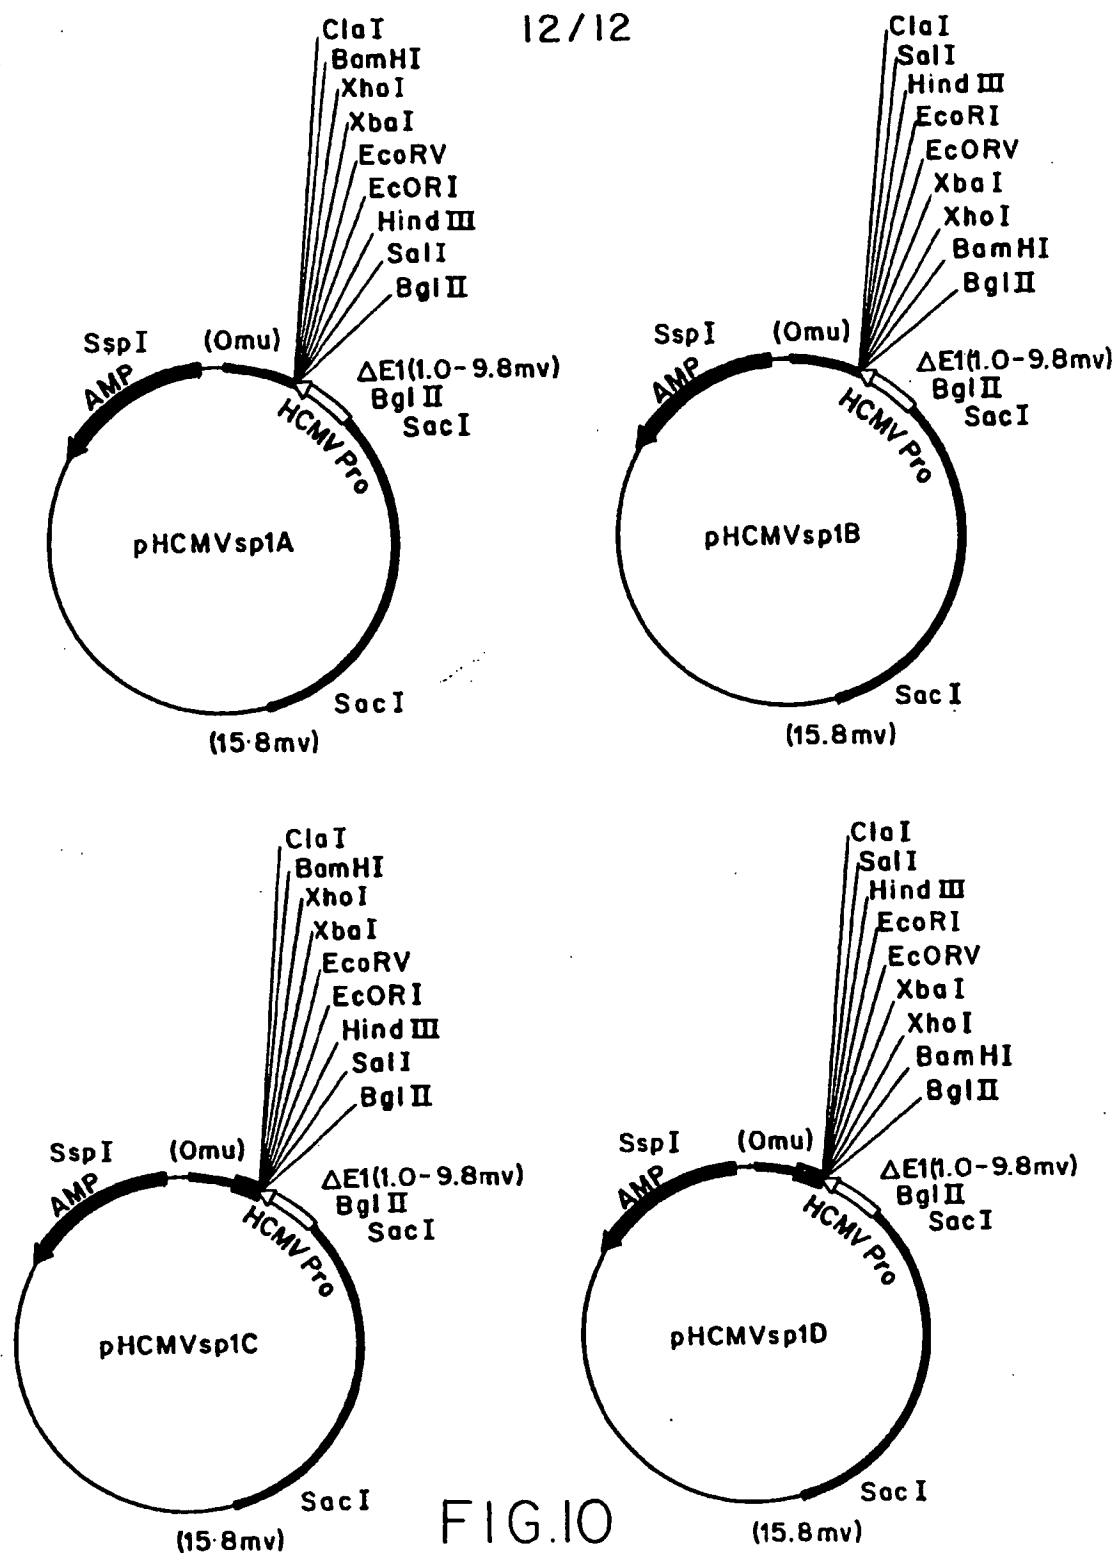 12/12
ClaI
BamHI
XhoI
XbaI
EcoRV
EcORI
Hind III
SalI
Bgl II
SspI
(Omu)
AMP
ΔE1(1.0-9.8mv)
Bgl II
SacI
HCMV Pro
pHCMVsp1A
SacI
(15.8mv)
ClaI
SalI
Hind III
EcoRI
EcORV
XbaI
XhoI
BamHI
Bgl II
SspI
(Omu)
AMP
ΔE1(1.0-9.8mv)
Bgl II
SacI
HCMV Pro
pHCMVsp1B
SacI
(15.8mv)
ClaI
BamHI
XhoI
XbaI
EcoRV
EcORI
Hind III
SalI
Bgl II
SspI
(Omu)
AMP
ΔE1(1.0-9.8mv)
Bgl II
SacI
HCMV Pro
pHCMVsp1C
SacI
(15.8mv)
ClaI
SalI
Hind III
EcoRI
EcORV
XbaI
XhoI
BamHI
Bgl II
SspI
(Omu)
AMP
ΔE1(1.0-9.8mv)
Bgl II
SacI
HCMV Pro
pHCMVsp1D
SacI
(15.8mv)
FIG.10